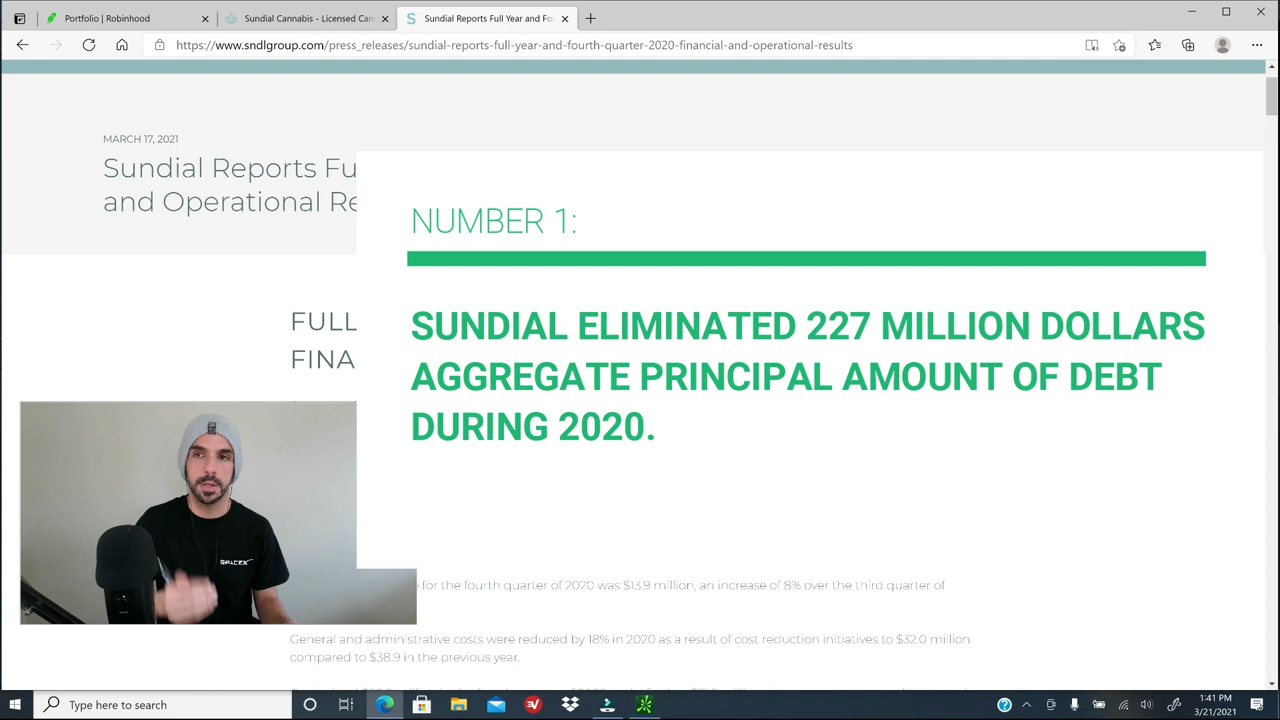 Portfolio | Robinhood
Sundial Cannabis - Licensed Can
Sundial Reports Full Year and Fo
https://www.sndlgroup.com/press_releases/sundial-reports-full-year-and-fourth-quarter-2020-financial-and-operational-results
MARCH 17, 2021
Sundial Reports Fu
and Operational Re
NUMBER 1:
FULL
FINA
SUNDIAL ELIMINATED 227 MILLION DOLLARS
AGGREGATE PRINCIPAL AMOUNT OF DEBT
DURING 2020.
SPACEX
for the fourth quarter of 2020 was $13.9 million, an increase of 8% over the third quarter of
General and administrative costs were reduced by 18% in 2020 as a result of cost reduction initiatives to $32.0 million
compared to $38.9 in the previous year.
Type here to search
1:41 PM
3/21/2021